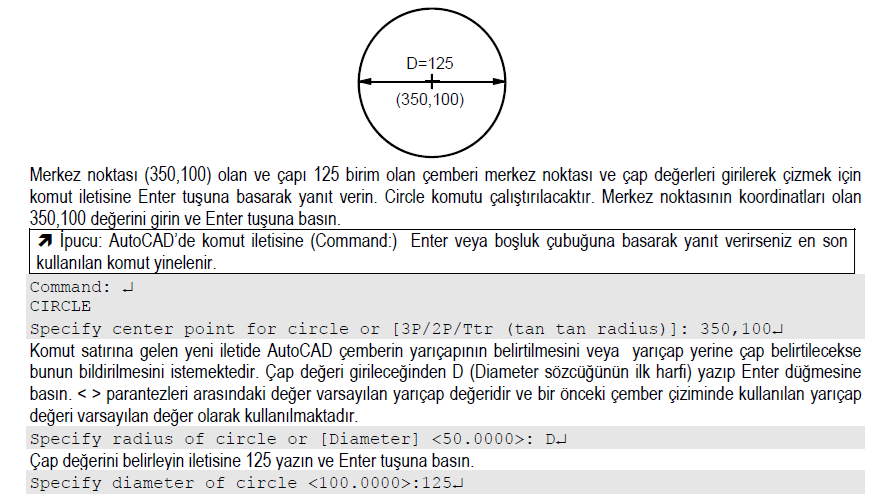 D=125
(350,100)
Merkez noktası (350,100) olan ve çapı 125 birim olan çemberi merkez noktası ve çap değerleri girilerek çizmek için
komut iletisine Enter tuşuna basarak yanıt verin. Circle komutu çalıştırılacaktır. Merkez noktasının koordinatları olan
350,100 değerini girin ve Enter tuşuna basın.
↗ İpucu: AutoCAD’de komut iletisine (Command:) Enter veya boşluk çubuğuna basarak yanıt verirseniz en son
kullanılan komut yinelenir.
Command: ↵
CIRCLE
Specify center point for circle or [3P/2P/Ttr (tan tan radius)]: 350,100↵
Komut satırına gelen yeni iletide AutoCAD çemberin yarıçapının belirtilmesini veya yarıçap yerine çap belirtilecekse
bunun bildirilmesini istemektedir. Çap değeri girileceğinden D (Diameter sözcüğünün ilk harfi) yazıp Enter düğmesine
basın. < > parantezleri arasındaki değer varsayılan yarıçap değeridir ve bir önceki çember çiziminde kullanılan yarıçap
değeri varsayılan değer olarak kullanılmaktadır.
Specify radius of circle or [Diameter] <50.0000>: D↵
Çap değerini belirleyin iletisine 125 yazın ve Enter tuşuna basın.
Specify diameter of circle <100.0000>:125↵